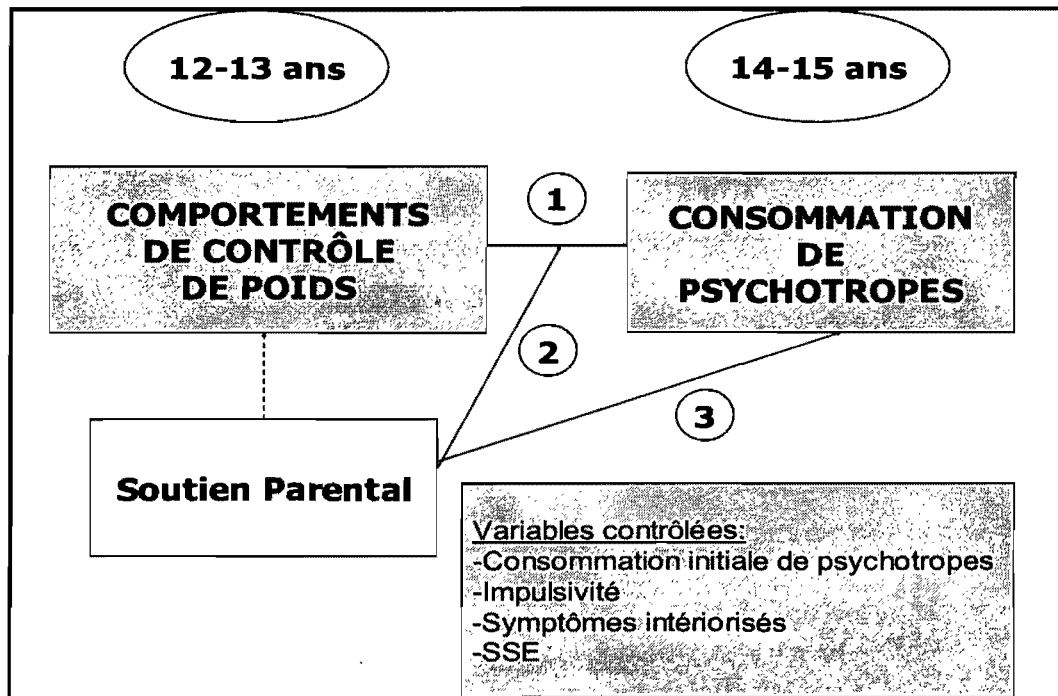 12-13 ans
14-15 ans
COMPORTEMENTS
DE CONTRÔLE
DE POIDS
1
CONSOMMATION
DE
PSYCHOTROPES
2
3
Soutien Parental
Variables contrôlées:
-Consommation initiale de psychotropes
-Impulsivité
-Symptômes intériorisés
-SSE